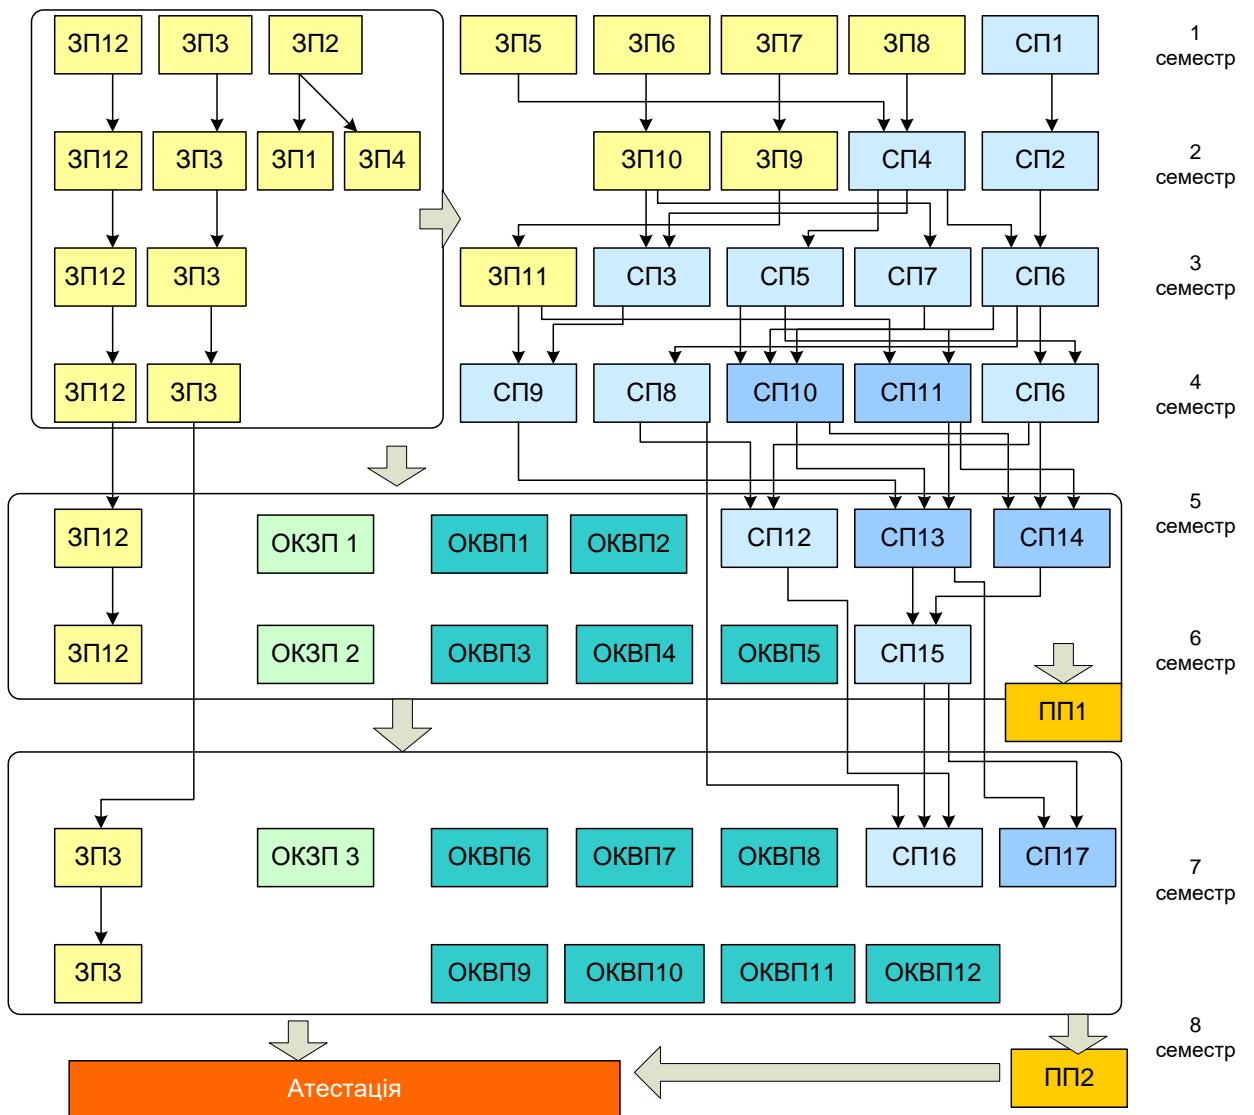 ЗП12 ЗП3 ЗП2 ЗП5 ЗП6 ЗП7 ЗП8 СП1
1
семестр
ЗП12 ЗП3 ЗП1 ЗП4 ЗП10 ЗП9 СП4 СП2
2
семестр
ЗП12 ЗП3 ЗП11 СП3 СП5 СП7 СП6
3
семестр
ЗП12 ЗП3 СП9 СП8 СП10 СП11 СП6
4
семестр
ЗП12 ОКЗП 1 ОКВП1 ОКВП2 СП12 СП13 СП14
5
семестр
ЗП12 ОКЗП 2 ОКВП3 ОКВП4 ОКВП5 СП15
6
семестр
ПП1
ЗП3 ОКЗП 3 ОКВП6 ОКВП7 ОКВП8 СП16 СП17
7
семестр
ЗП3 ОКВП9 ОКВП10 ОКВП11 ОКВП12
8
семестр
Атестація ПП2